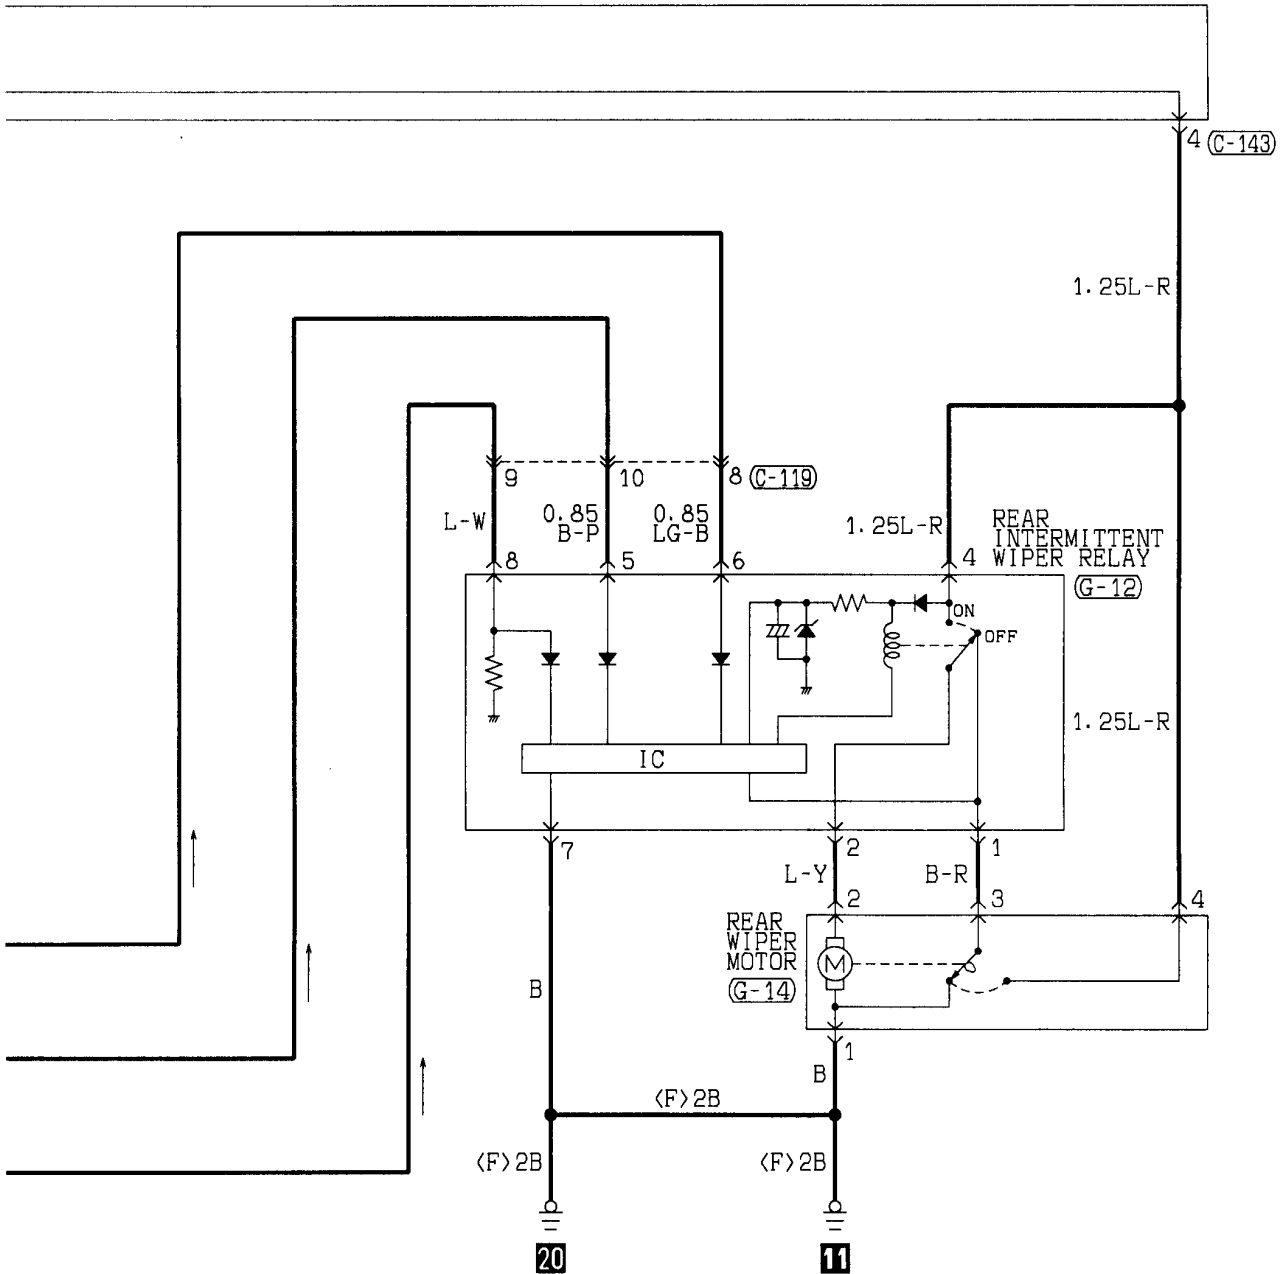 4 (C-143)
1.25L-R
9
10
8 (C-119)
L-W
0.85
B-P
0.85
LG-B
1.25L-R
REAR
INTERMITTENT
WIPER RELAY
(G-12)
8
5
6
4
ON
OFF
IC
1.25L-R
7
2
1
L-Y
B-R
2
3
4
REAR
WIPER
MOTOR
(G-14)
M
B
1
B
〈F〉2B
〈F〉2B
〈F〉2B
20
11